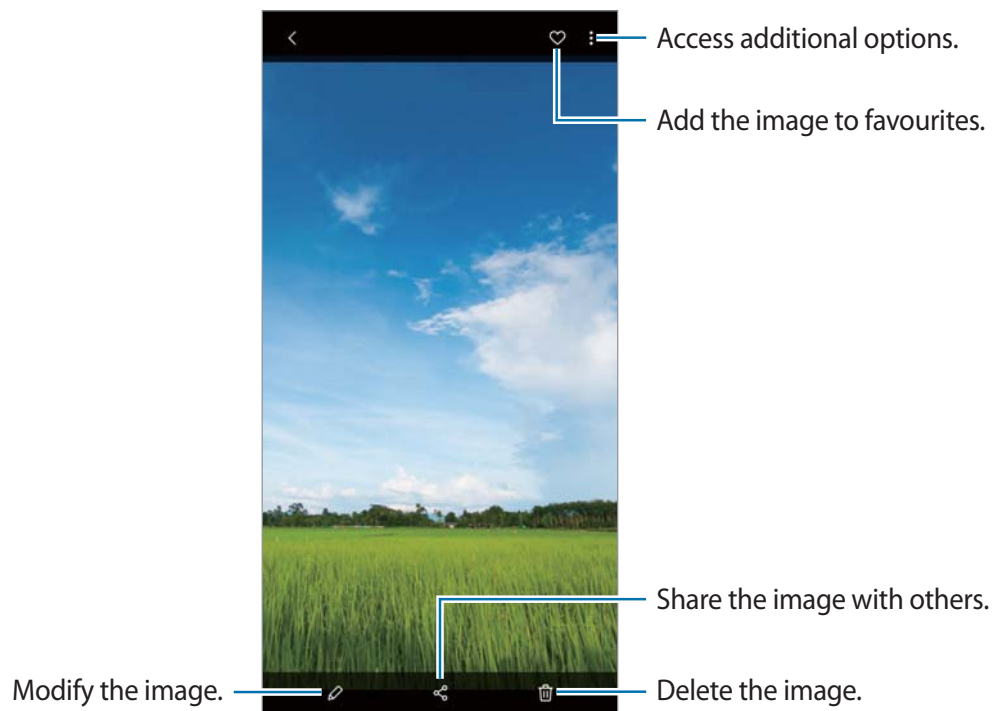 Access additional options.
Add the image to favourites.
Share the image with others.
Modify the image.
Delete the image.